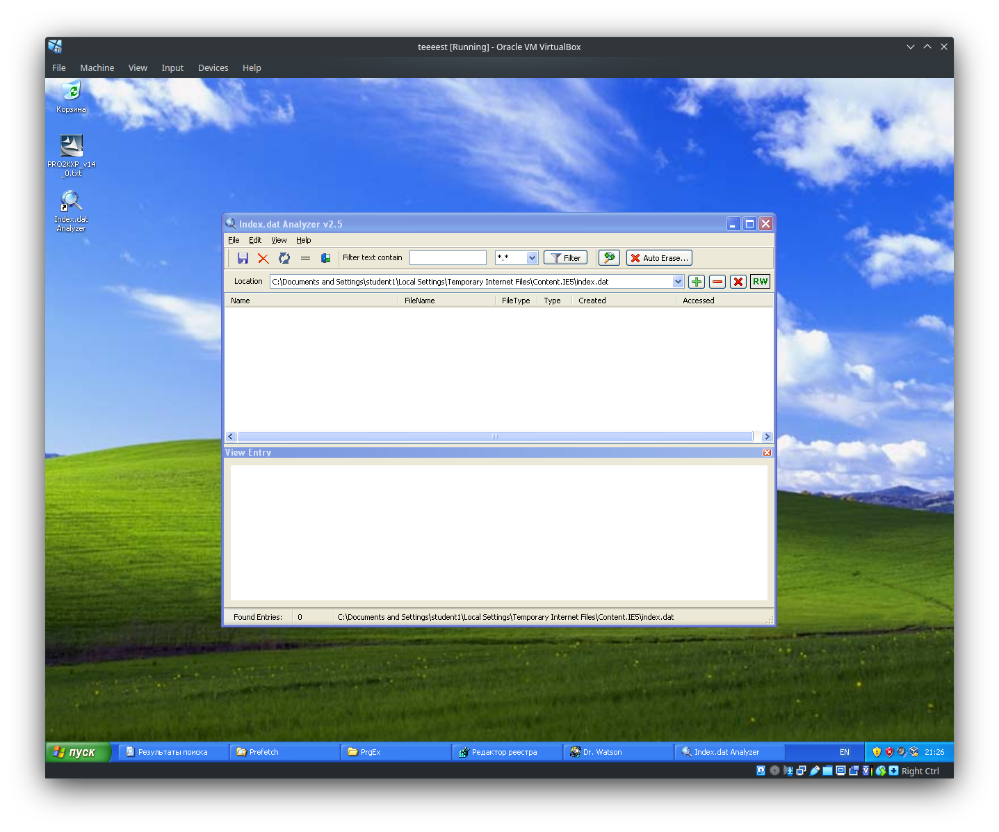 teeeest [Running] - Oracle VM VirtualBox
File Machine View Input Devices Help
Корзина
PRO2KXP_v14
_0.txt
Index.dat
Analyzer
Index.dat Analyzer v2.5
File Edit View Help
Filter text contain *.* Filter Auto Erase...
Location C:\Documents and Settings\student1\Local Settings\Temporary Internet Files\Content.IE5\index.dat RW
Name FileName FileType Type Created Accessed
View Entry
Found Entries: 0 C:\Documents and Settings\student1\Local Settings\Temporary Internet Files\Content.IE5\index.dat
пуск Результаты поиска Prefetch PrgEx Редактор реестра Dr. Watson Index.dat Analyzer EN 21:26
Right Ctrl